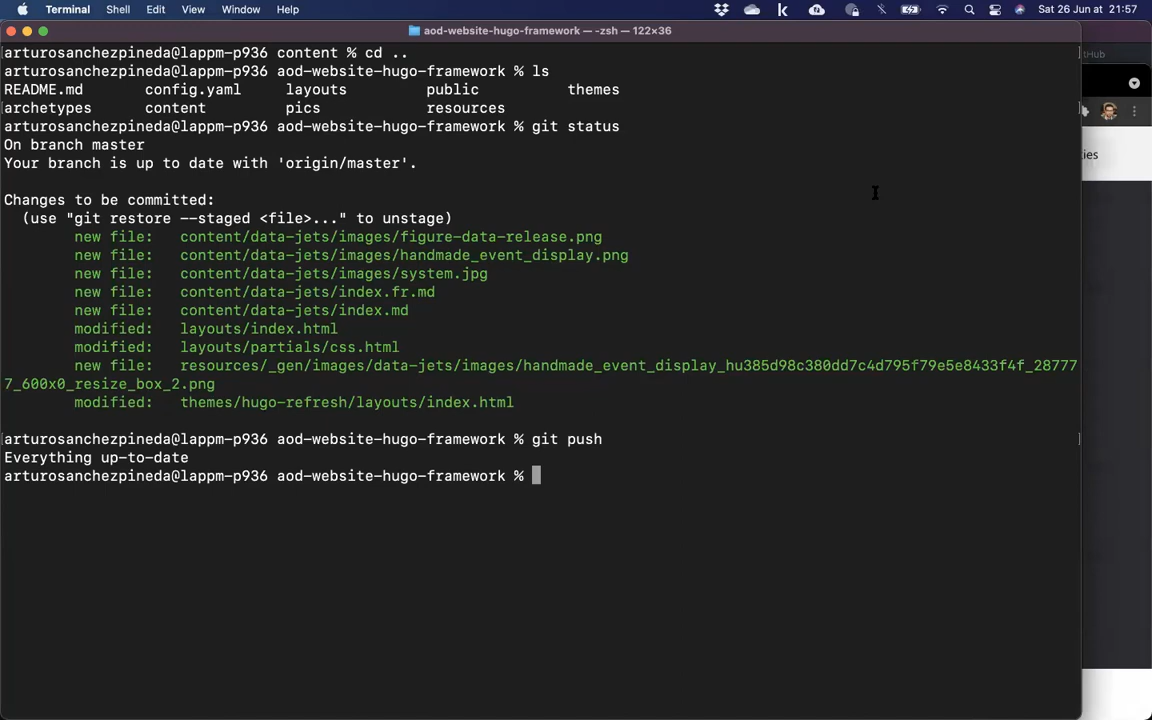 Terminal Shell Edit View Window Help Sat 26 Jun at 21:57
aod-website-hugo-framework — -zsh — 122×36
arturosanchezpineda@lappm-p936 content % cd ..
arturosanchezpineda@lappm-p936 aod-website-hugo-framework % ls
README.md config.yaml layouts public themes
archetypes content pics resources
arturosanchezpineda@lappm-p936 aod-website-hugo-framework % git status
On branch master
Your branch is up to date with 'origin/master'.
Changes to be committed:
(use "git restore --staged <file>..." to unstage)
new file: content/data-jets/images/figure-data-release.png
new file: content/data-jets/images/handmade_event_display.png
new file: content/data-jets/images/system.jpg
new file: content/data-jets/index.fr.md
new file: content/data-jets/index.md
modified: layouts/index.html
modified: layouts/partials/css.html
new file: resources/_gen/images/data-jets/images/handmade_event_display_hu385d98c380dd7c4d795f79e5e8433f4f_28777
7_600x0_resize_box_2.png
modified: themes/hugo-refresh/layouts/index.html
arturosanchezpineda@lappm-p936 aod-website-hugo-framework % git push
Everything up-to-date
arturosanchezpineda@lappm-p936 aod-website-hugo-framework %